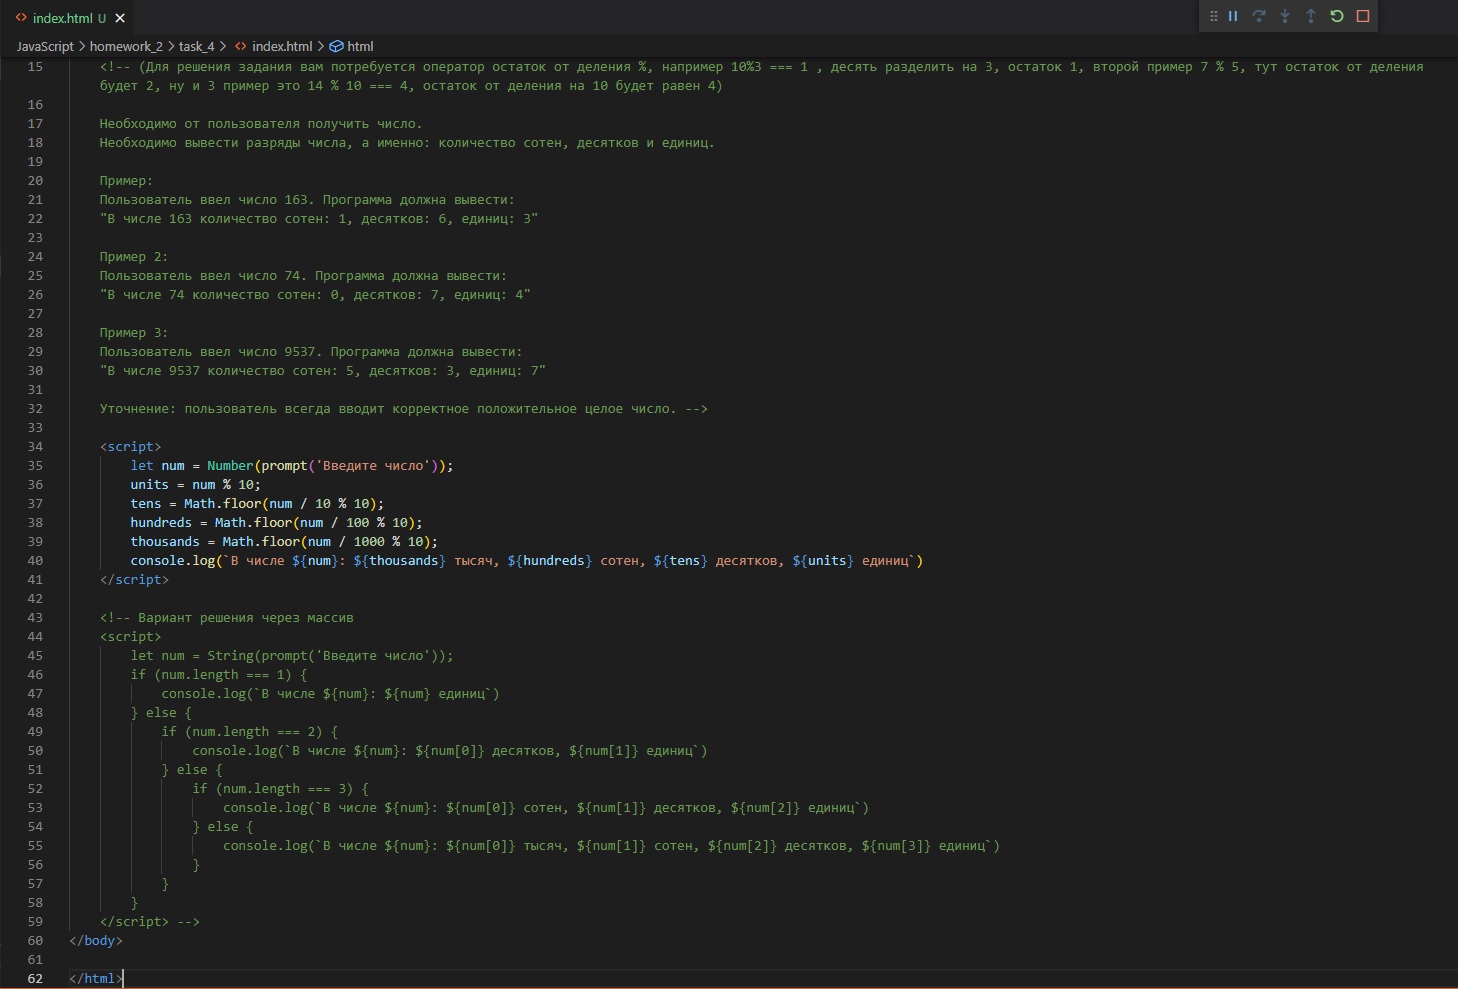 index.html U
JavaScript > homework_2 > task_4 > index.html > html
15 <!-- (Для решения задания вам потребуется оператор остаток от деления %, например 10%3 === 1 , десять разделить на 3, остаток 1, второй пример 7 % 5, тут остаток от деления
будет 2, ну и 3 пример это 14 % 10 === 4, остаток от деления на 10 будет равен 4)
16
17 Необходимо от пользователя получить число.
18 Необходимо вывести разряды числа, а именно: количество сотен, десятков и единиц.
19
20 Пример:
21 Пользователь ввел число 163. Программа должна вывести:
22 "В числе 163 количество сотен: 1, десятков: 6, единиц: 3"
23
24 Пример 2:
25 Пользователь ввел число 74. Программа должна вывести:
26 "В числе 74 количество сотен: 0, десятков: 7, единиц: 4"
27
28 Пример 3:
29 Пользователь ввел число 9537. Программа должна вывести:
30 "В числе 9537 количество сотен: 5, десятков: 3, единиц: 7"
31
32 Уточнение: пользователь всегда вводит корректное положительное целое число. -->
33
34 <script>
35 let num = Number(prompt('Введите число'));
36 units = num % 10;
37 tens = Math.floor(num / 10 % 10);
38 hundreds = Math.floor(num / 100 % 10);
39 thousands = Math.floor(num / 1000 % 10);
40 console.log(`В числе ${num}: ${thousands} тысяч, ${hundreds} сотен, ${tens} десятков, ${units} единиц`)
41 </script>
42
43 <!-- Вариант решения через массив
44 <script>
45 let num = String(prompt('Введите число'));
46 if (num.length === 1) {
47 console.log(`В числе ${num}: ${num} единиц`)
48 } else {
49 if (num.length === 2) {
50 console.log(`В числе ${num}: ${num[0]} десятков, ${num[1]} единиц`)
51 } else {
52 if (num.length === 3) {
53 console.log(`В числе ${num}: ${num[0]} сотен, ${num[1]} десятков, ${num[2]} единиц`)
54 } else {
55 console.log(`В числе ${num}: ${num[0]} тысяч, ${num[1]} сотен, ${num[2]} десятков, ${num[3]} единиц`)
56 }
57 }
58 }
59 </script> -->
60 </body>
61
62 </html>